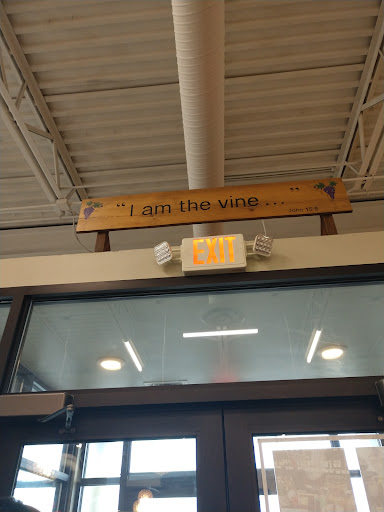 "I am the vine..."
John 15:5
EXIT